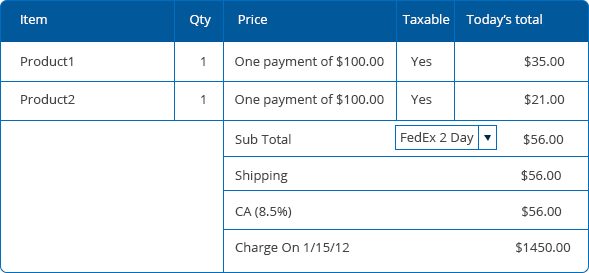 Item Qty Price Taxable Today's total
Product1 1 One payment of $100.00 Yes $35.00
Product2 1 One payment of $100.00 Yes $21.00
Sub Total FedEx 2 Day $56.00
Shipping $56.00
CA (8.5%) $56.00
Charge On 1/15/12 $1450.00